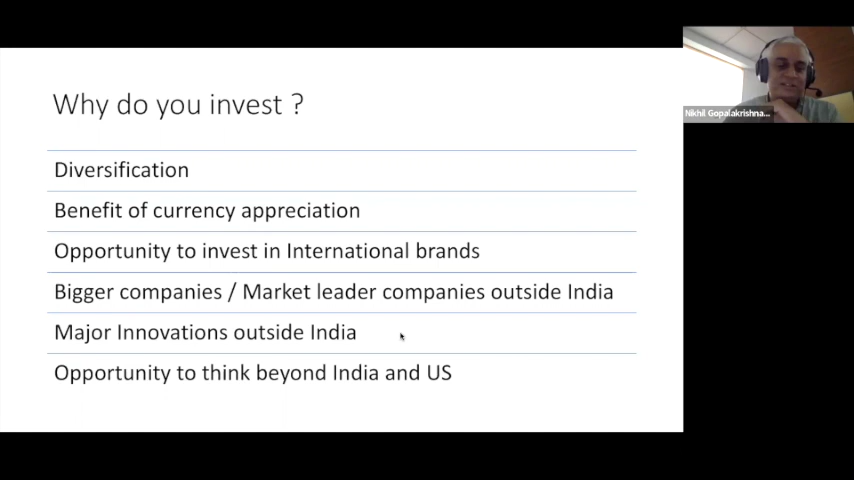 Why do you invest ?
Diversification
Benefit of currency appreciation
Opportunity to invest in International brands
Bigger companies / Market leader companies outside India
Major Innovations outside India
Opportunity to think beyond India and US
Nikhil Gopalakrishna...